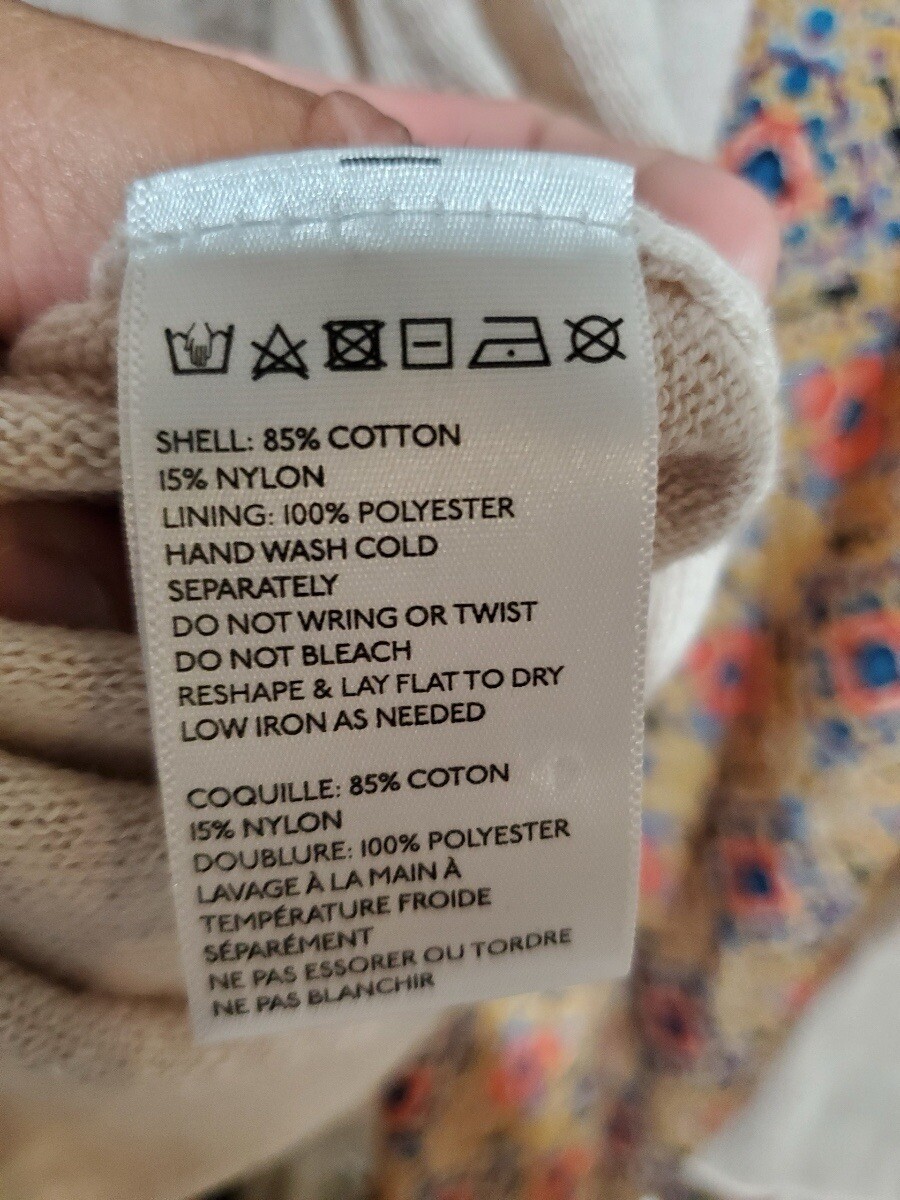 SHELL: 85% COTTON
15% NYLON
LINING: 100% POLYESTER
HAND WASH COLD
SEPARATELY
DO NOT WRING OR TWIST
DO NOT BLEACH
RESHAPE & LAY FLAT TO DRY
LOW IRON AS NEEDED
COQUILLE: 85% COTON
15% NYLON
DOUBLURE: 100% POLYESTER
LAVAGE À LA MAIN À
TEMPÉRATURE FROIDE
SÉPARÉMENT
NE PAS ESSORER OU TORDRE
NE PAS BLANCHIR